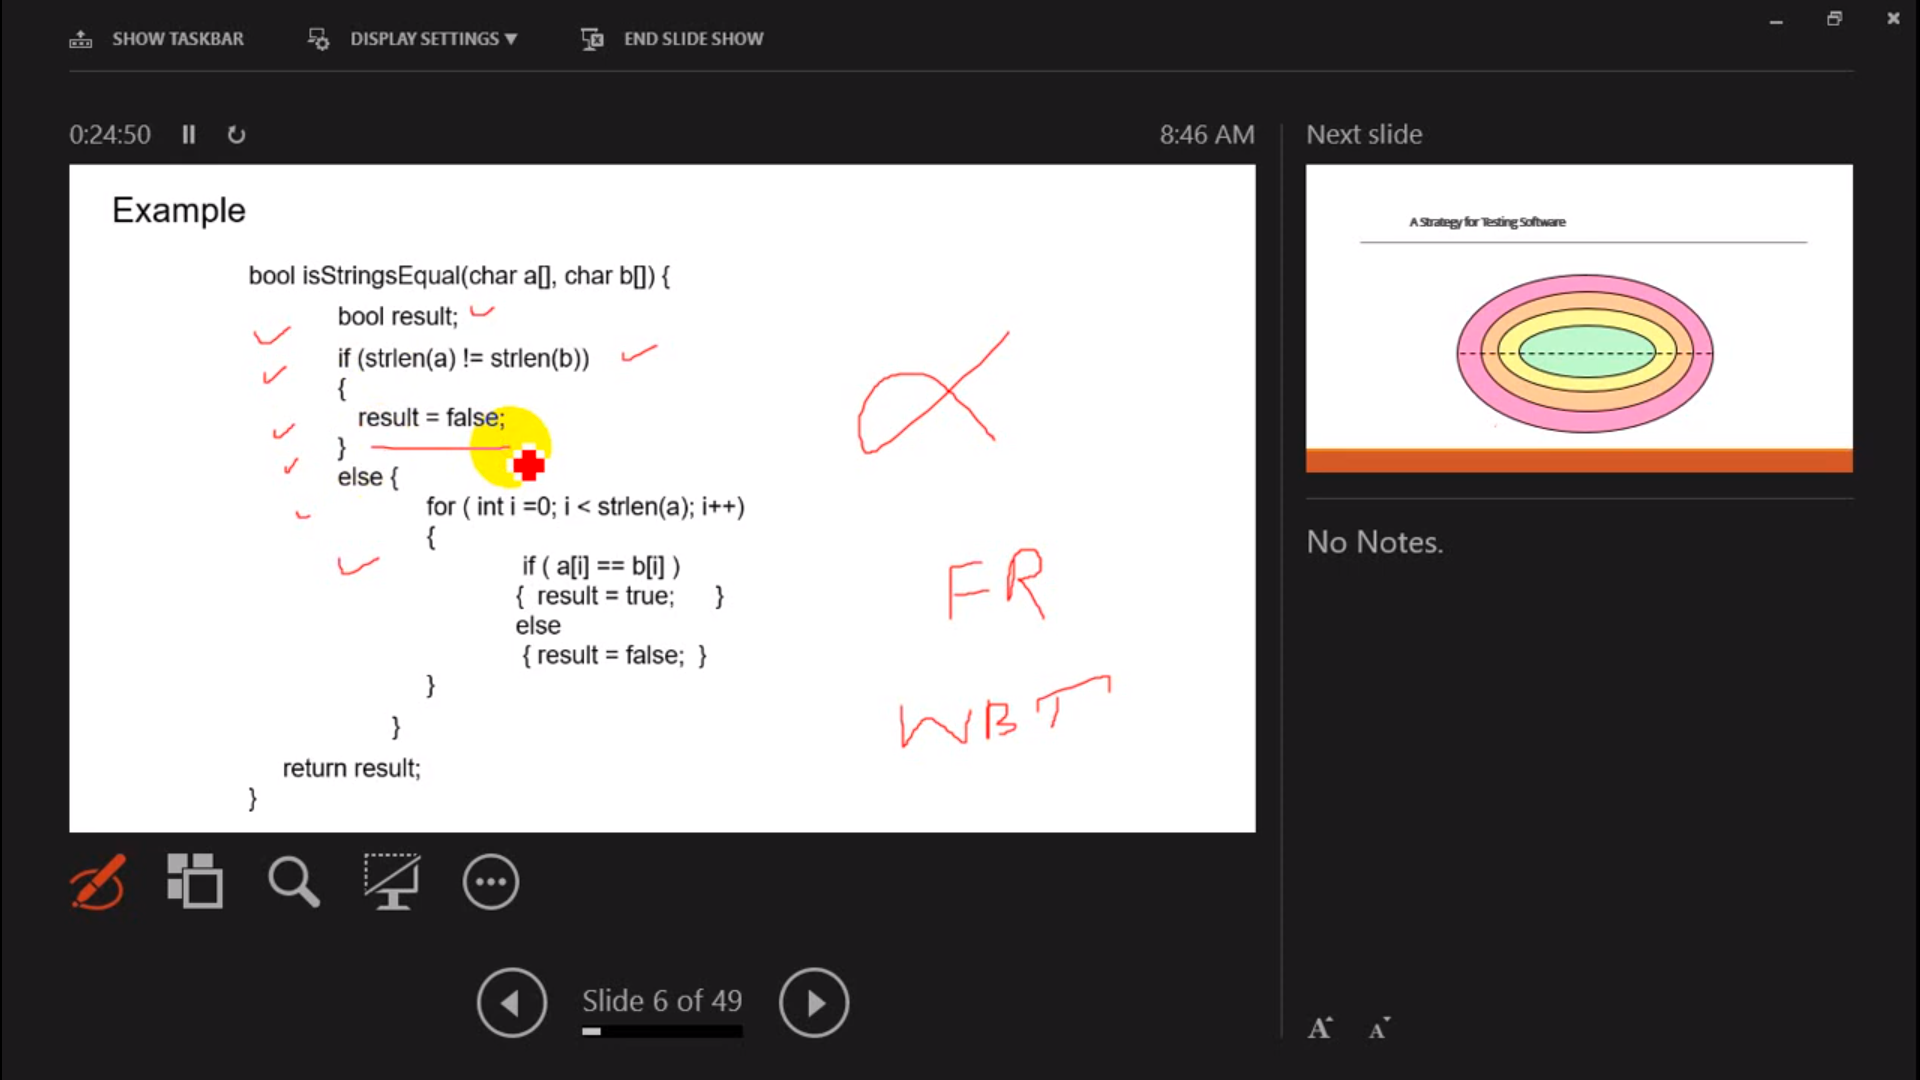 SHOW TASKBAR DISPLAY SETTINGS ▼ END SLIDE SHOW
0:24:50 8:46 AM Next slide
Example
bool isStringsEqual(char a[], char b[]) {
bool result;
if (strlen(a) != strlen(b))
{
result = false;
}
else {
for ( int i =0; i < strlen(a); i++)
{
if ( a[i] == b[i] )
{ result = true; }
else
{ result = false; }
}
}
return result;
}
FR
WBT
A Strategy for Testing Software
No Notes.
Slide 6 of 49
A A